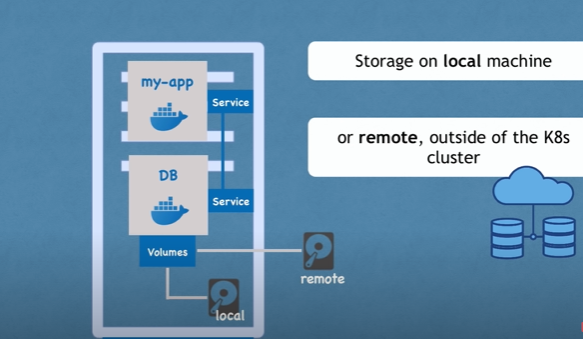 my-app
Service
DB
Service
Volumes
local
remote
Storage on local machine
or remote, outside of the K8s
cluster